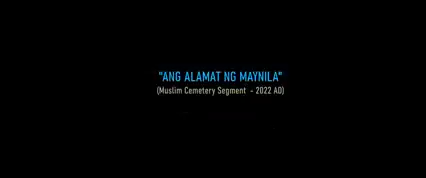 "ANG ALAMAT NG MAYNILA"
(Muslim Cemetery Segment - 2022 AD)